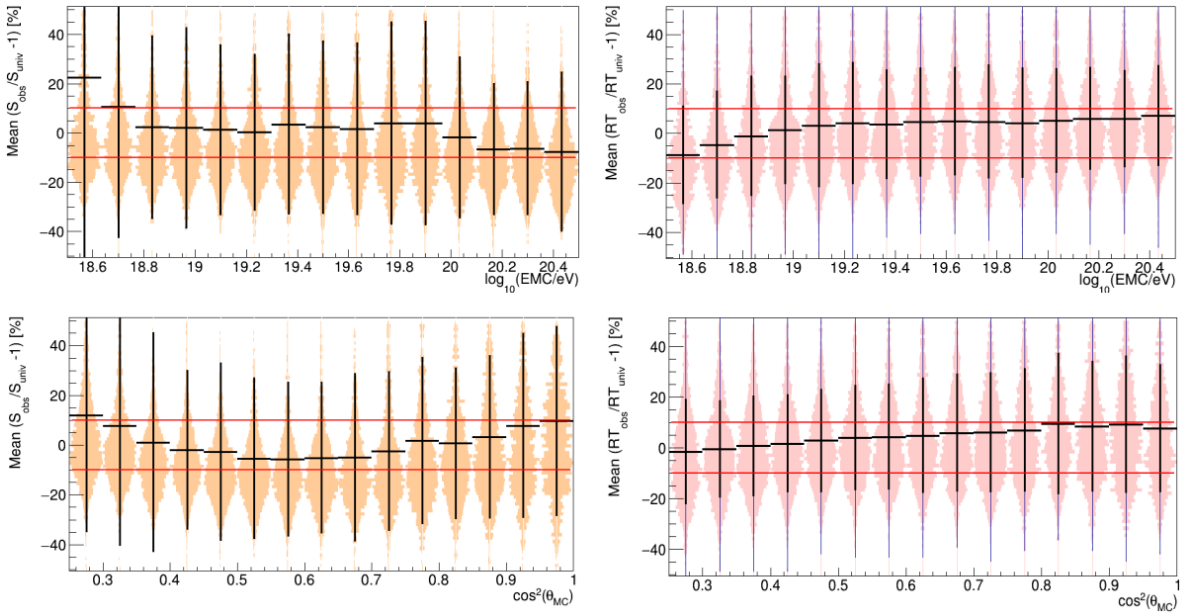 Mean (S_obs/S_univ -1) [%]
40
20
0
−20
−40
18.6 18.8 19 19.2 19.4 19.6 19.8 20 20.2 20.4
log_10(EMC/eV)
Mean (RT_obs/RT_univ -1) [%]
40
20
0
−20
−40
18.6 18.8 19 19.2 19.4 19.6 19.8 20 20.2 20.4
log_10(EMC/eV)
Mean (S_obs/S_univ -1) [%]
40
20
0
−20
−40
0.3 0.4 0.5 0.6 0.7 0.8 0.9 1
cos²(θ_MC)
Mean (RT_obs/RT_univ -1) [%]
40
20
0
−20
−40
0.3 0.4 0.5 0.6 0.7 0.8 0.9 1
cos²(θ_MC)